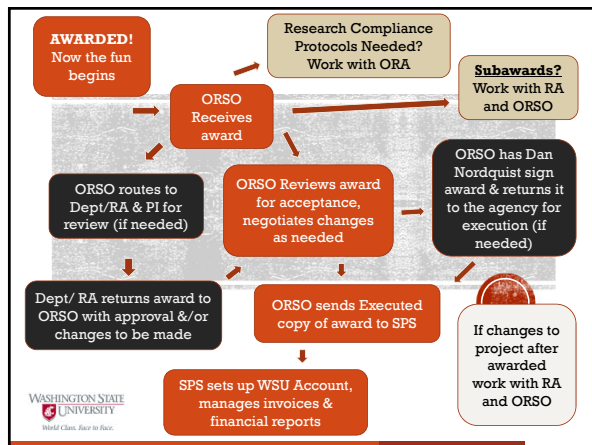 AWARDED!
Now the fun
begins
Research Compliance
Protocols Needed?
Work with ORA
Subawards?
Work with RA
and ORSO
ORSO
Receives
award
ORSO routes to
Dept/RA & PI for
review (if needed)
ORSO Reviews award
for acceptance,
negotiates changes
as needed
ORSO has Dan
Nordquist sign
award & returns it
to the agency for
execution (if
needed)
Dept/ RA returns award to
ORSO with approval &/or
changes to be made
ORSO sends Executed
copy of award to SPS
If changes to
project after
awarded
work with RA
and ORSO
SPS sets up WSU Account,
manages invoices &
financial reports
WASHINGTON STATE
UNIVERSITY
World Class. Face to Face.